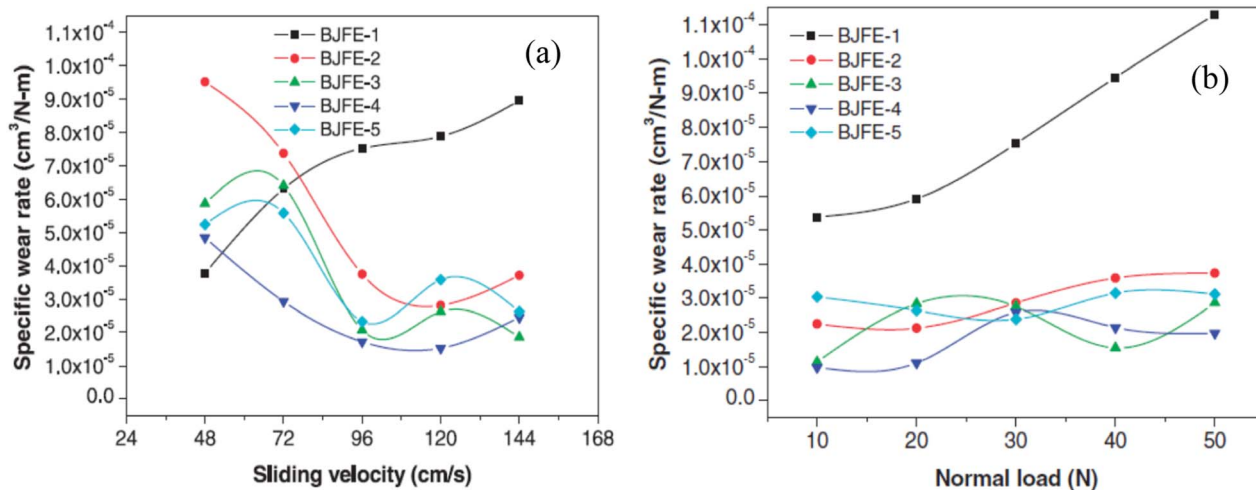 Specific wear rate (cm³/N-m)
1.1x10⁻⁴
1.0x10⁻⁴
9.0x10⁻⁵
8.0x10⁻⁵
7.0x10⁻⁵
6.0x10⁻⁵
5.0x10⁻⁵
4.0x10⁻⁵
3.0x10⁻⁵
2.0x10⁻⁵
1.0x10⁻⁵
0.0
BJFE-1
BJFE-2
BJFE-3
BJFE-4
BJFE-5
(a)
24 48 72 96 120 144 168
Sliding velocity (cm/s)
Specific wear rate (cm³/N-m)
1.1x10⁻⁴
1.0x10⁻⁴
9.0x10⁻⁵
8.0x10⁻⁵
7.0x10⁻⁵
6.0x10⁻⁵
5.0x10⁻⁵
4.0x10⁻⁵
3.0x10⁻⁵
2.0x10⁻⁵
1.0x10⁻⁵
0.0
BJFE-1
BJFE-2
BJFE-3
BJFE-4
BJFE-5
(b)
10 20 30 40 50
Normal load (N)